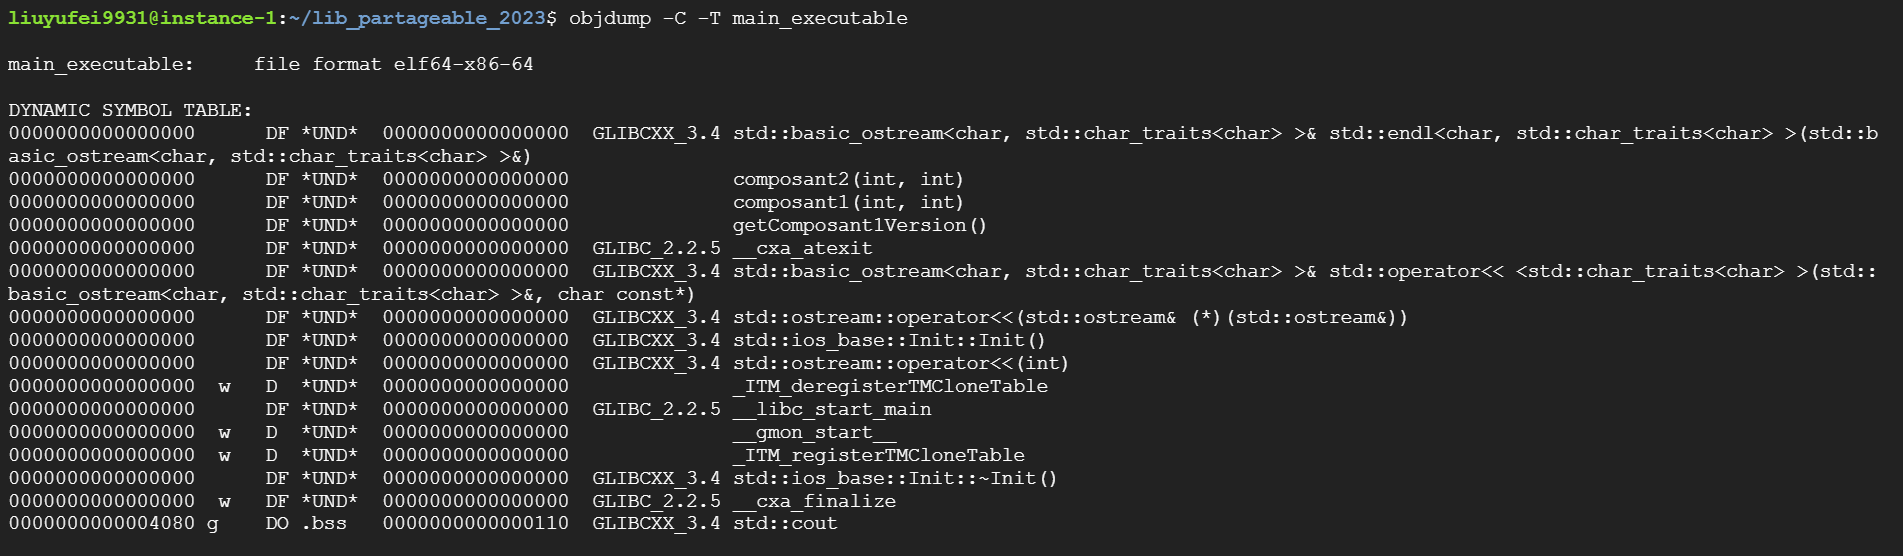 liuyufei9931@instance-1:~/lib_partageable_2023$ objdump -C -T main_executable
main_executable:     file format elf64-x86-64
DYNAMIC SYMBOL TABLE:
0000000000000000      DF *UND*  0000000000000000  GLIBCXX_3.4 std::basic_ostream<char, std::char_traits<char> >& std::endl<char, std::char_traits<char> >(std::b
asic_ostream<char, std::char_traits<char> >&)
0000000000000000      DF *UND*  0000000000000000              composant2(int, int)
0000000000000000      DF *UND*  0000000000000000              composant1(int, int)
0000000000000000      DF *UND*  0000000000000000              getComposant1Version()
0000000000000000      DF *UND*  0000000000000000  GLIBC_2.2.5 __cxa_atexit
0000000000000000      DF *UND*  0000000000000000  GLIBCXX_3.4 std::basic_ostream<char, std::char_traits<char> >& std::operator<< <std::char_traits<char> >(std::
basic_ostream<char, std::char_traits<char> >&, char const*)
0000000000000000      DF *UND*  0000000000000000  GLIBCXX_3.4 std::ostream::operator<<(std::ostream& (*)(std::ostream&))
0000000000000000      DF *UND*  0000000000000000  GLIBCXX_3.4 std::ios_base::Init::Init()
0000000000000000      DF *UND*  0000000000000000  GLIBCXX_3.4 std::ostream::operator<<(int)
0000000000000000  w   D  *UND*  0000000000000000              _ITM_deregisterTMCloneTable
0000000000000000      DF *UND*  0000000000000000  GLIBC_2.2.5 __libc_start_main
0000000000000000  w   D  *UND*  0000000000000000              __gmon_start__
0000000000000000  w   D  *UND*  0000000000000000              _ITM_registerTMCloneTable
0000000000000000      DF *UND*  0000000000000000  GLIBCXX_3.4 std::ios_base::Init::~Init()
0000000000000000  w   DF *UND*  0000000000000000  GLIBC_2.2.5 __cxa_finalize
0000000000004080 g    DO .bss   0000000000000110  GLIBCXX_3.4 std::cout